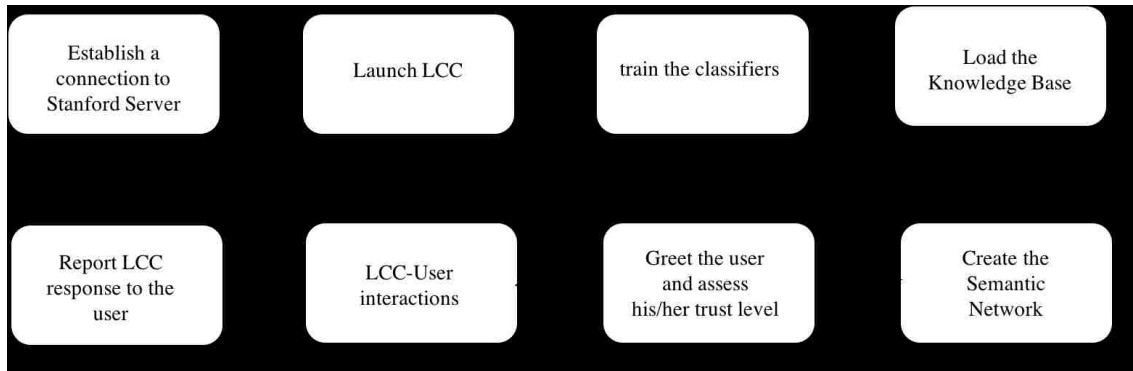 Establish a
connection to
Stanford Server
Launch LCC
train the classifiers
Load the
Knowledge Base
Report LCC
response to the
user
LCC-User
interactions
Greet the user
and assess
his/her trust level
Create the
Semantic
Network